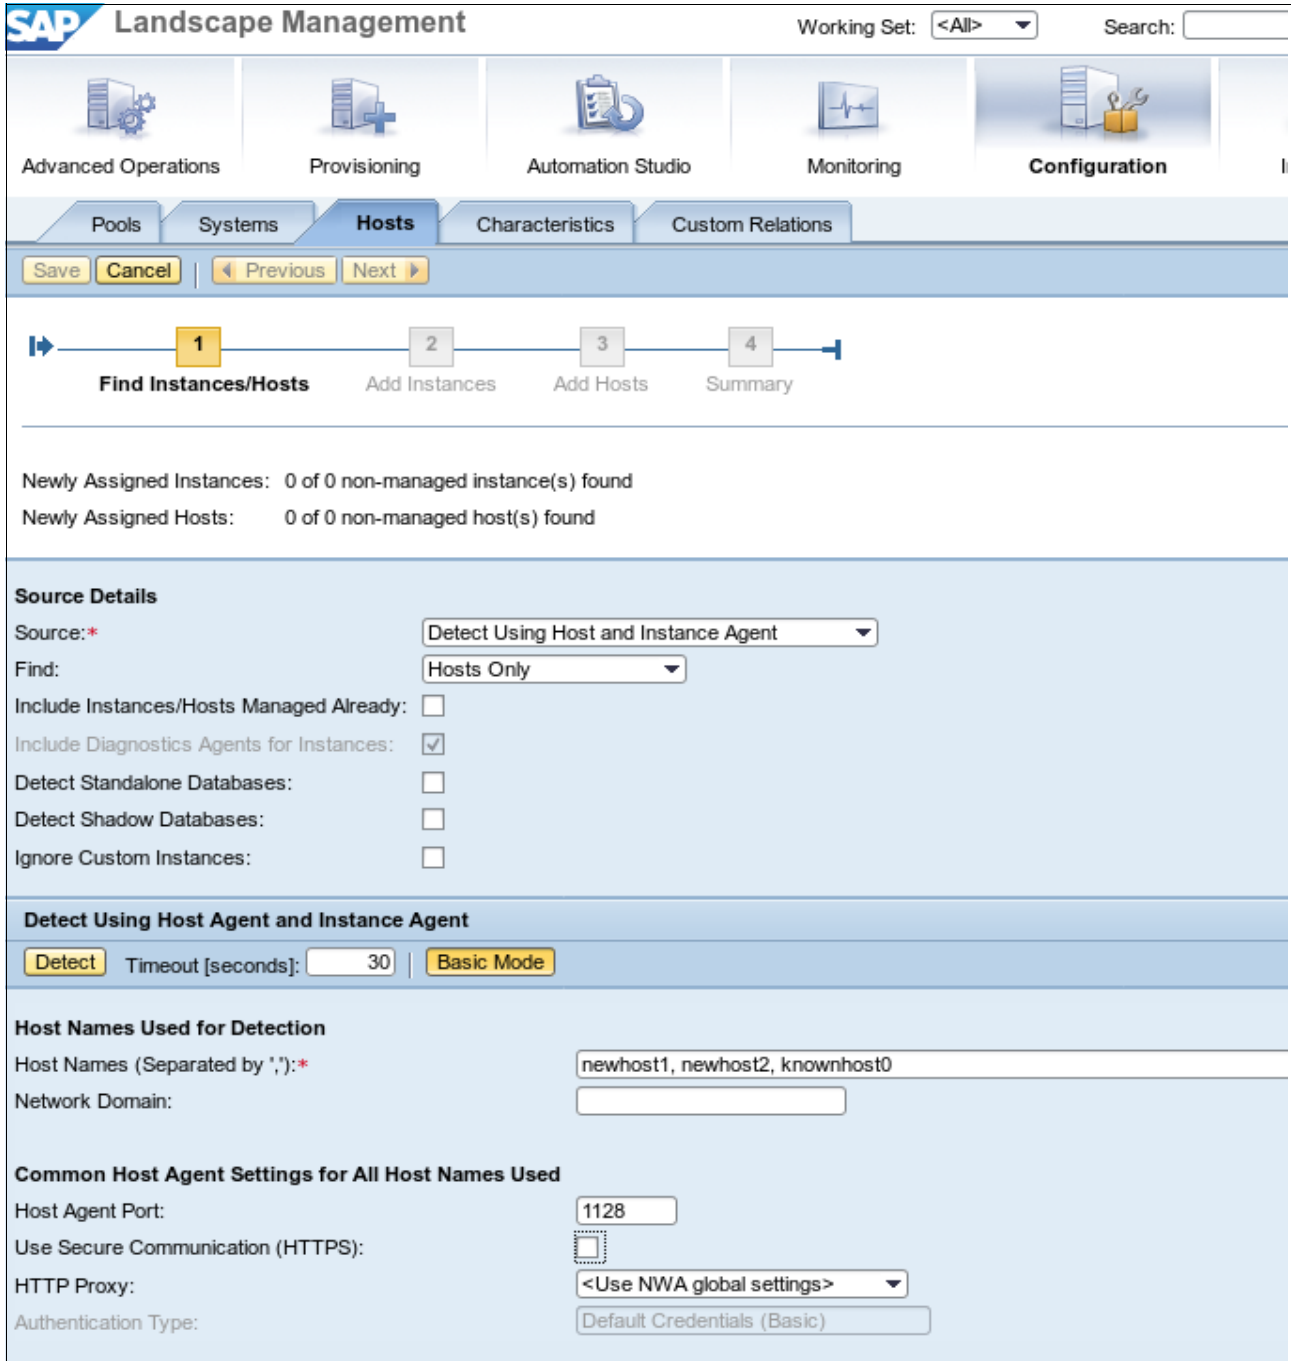 SAP Landscape Management Working Set: <All> Search:
Advanced Operations Provisioning Automation Studio Monitoring Configuration
Pools Systems Hosts Characteristics Custom Relations
Save Cancel Previous Next
1 2 3 4
Find Instances/Hosts Add Instances Add Hosts Summary
Newly Assigned Instances: 0 of 0 non-managed instance(s) found
Newly Assigned Hosts: 0 of 0 non-managed host(s) found
Source Details
Source:* Detect Using Host and Instance Agent
Find: Hosts Only
Include Instances/Hosts Managed Already:
Include Diagnostics Agents for Instances:
Detect Standalone Databases:
Detect Shadow Databases:
Ignore Custom Instances:
Detect Using Host Agent and Instance Agent
Detect Timeout [seconds]: 30 Basic Mode
Host Names Used for Detection
Host Names (Separated by ','):* newhost1, newhost2, knownhost0
Network Domain:
Common Host Agent Settings for All Host Names Used
Host Agent Port: 1128
Use Secure Communication (HTTPS):
HTTP Proxy: <Use NWA global settings>
Authentication Type: Default Credentials (Basic)